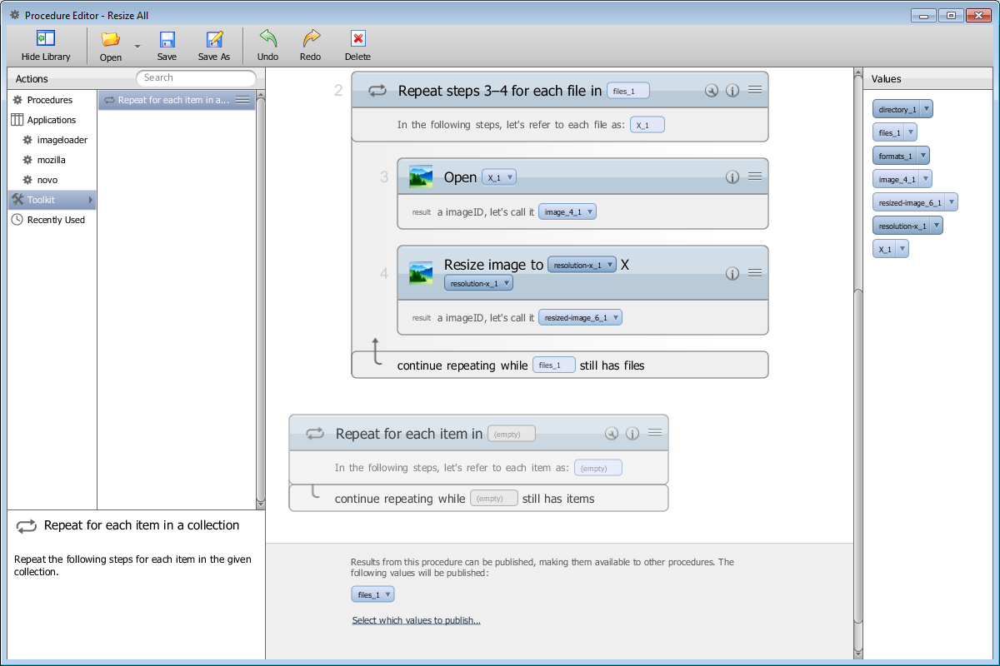 Procedure Editor - Resize All
Hide Library
Open
Save
Save As
Undo
Redo
Delete
Actions
Search
Procedures
Applications
imageloader
mozilla
novo
Toolkit
Recently Used
Repeat for each item in a...
Repeat for each item in a collection
Repeat the following steps for each item in the given
collection.
2
Repeat steps 3–4 for each file in files_1
In the following steps, let's refer to each file as: X_1
3
Open X_1
result a imageID, let's call it image_4_1
4
Resize image to resolution-x_1 X
resolution-x_1
result a imageID, let's call it resized-image_6_1
continue repeating while files_1 still has files
Repeat for each item in (empty)
In the following steps, let's refer to each item as: (empty)
continue repeating while (empty) still has items
Results from this procedure can be published, making them available to other procedures. The
following values will be published:
files_1
Select which values to publish...
Values
directory_1
files_1
formats_1
image_4_1
resized-image_6_1
resolution-x_1
X_1